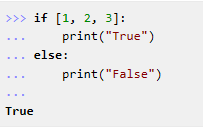 >>> if [1, 2, 3]:
...     print("True")
... else:
...     print("False")
...
True